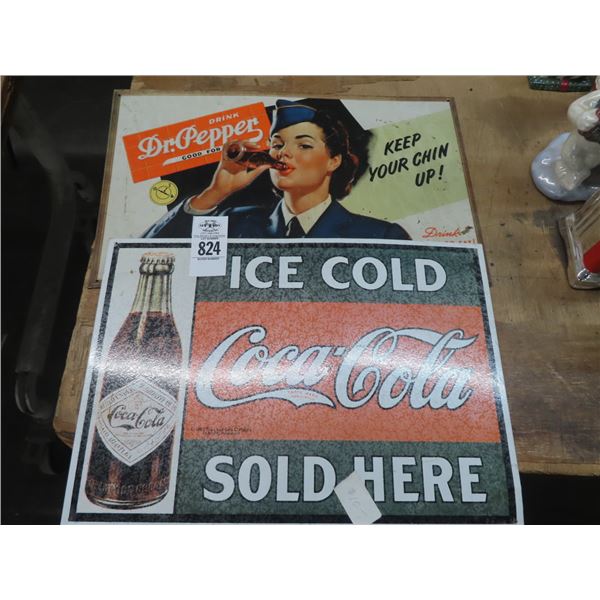 DRINK
Dr.Pepper
GOOD FOR
KEEP
YOUR CHIN
UP!
Drink
824
ICE COLD
Coca-Cola
Coca-Cola
SOLD HERE